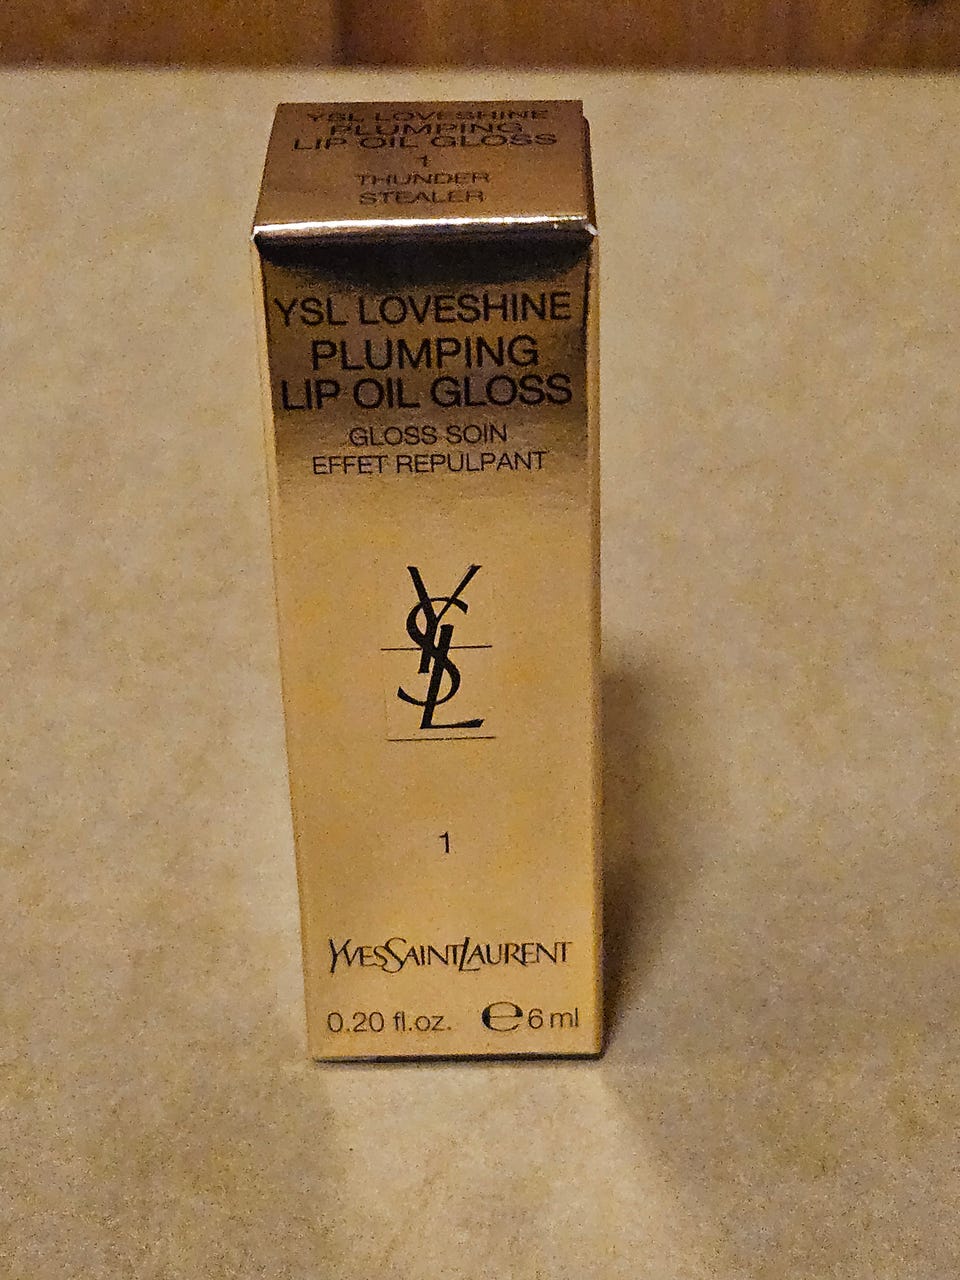 YSL LOVESHINE
PLUMPING
LIP OIL GLOSS
1
THUNDER
STEALER
YSL LOVESHINE
PLUMPING
LIP OIL GLOSS
GLOSS SOIN
EFFET REPULPANT
YSL
1
YVESSAINTLAURENT
0.20 fl.oz. ℮ 6 ml